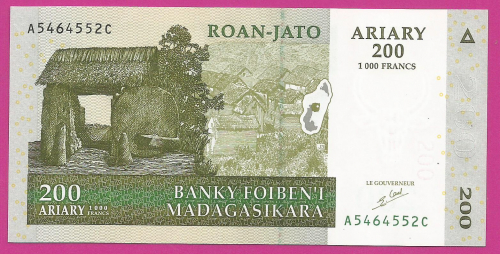 A5464552C
ROAN-JATO
ARIARY
200
1 000 FRANCS
200
ARIARY 1 000 FRANCS
BANKY FOIBEN'I
MADAGASIKARA
LE GOUVERNEUR
A5464552C
200